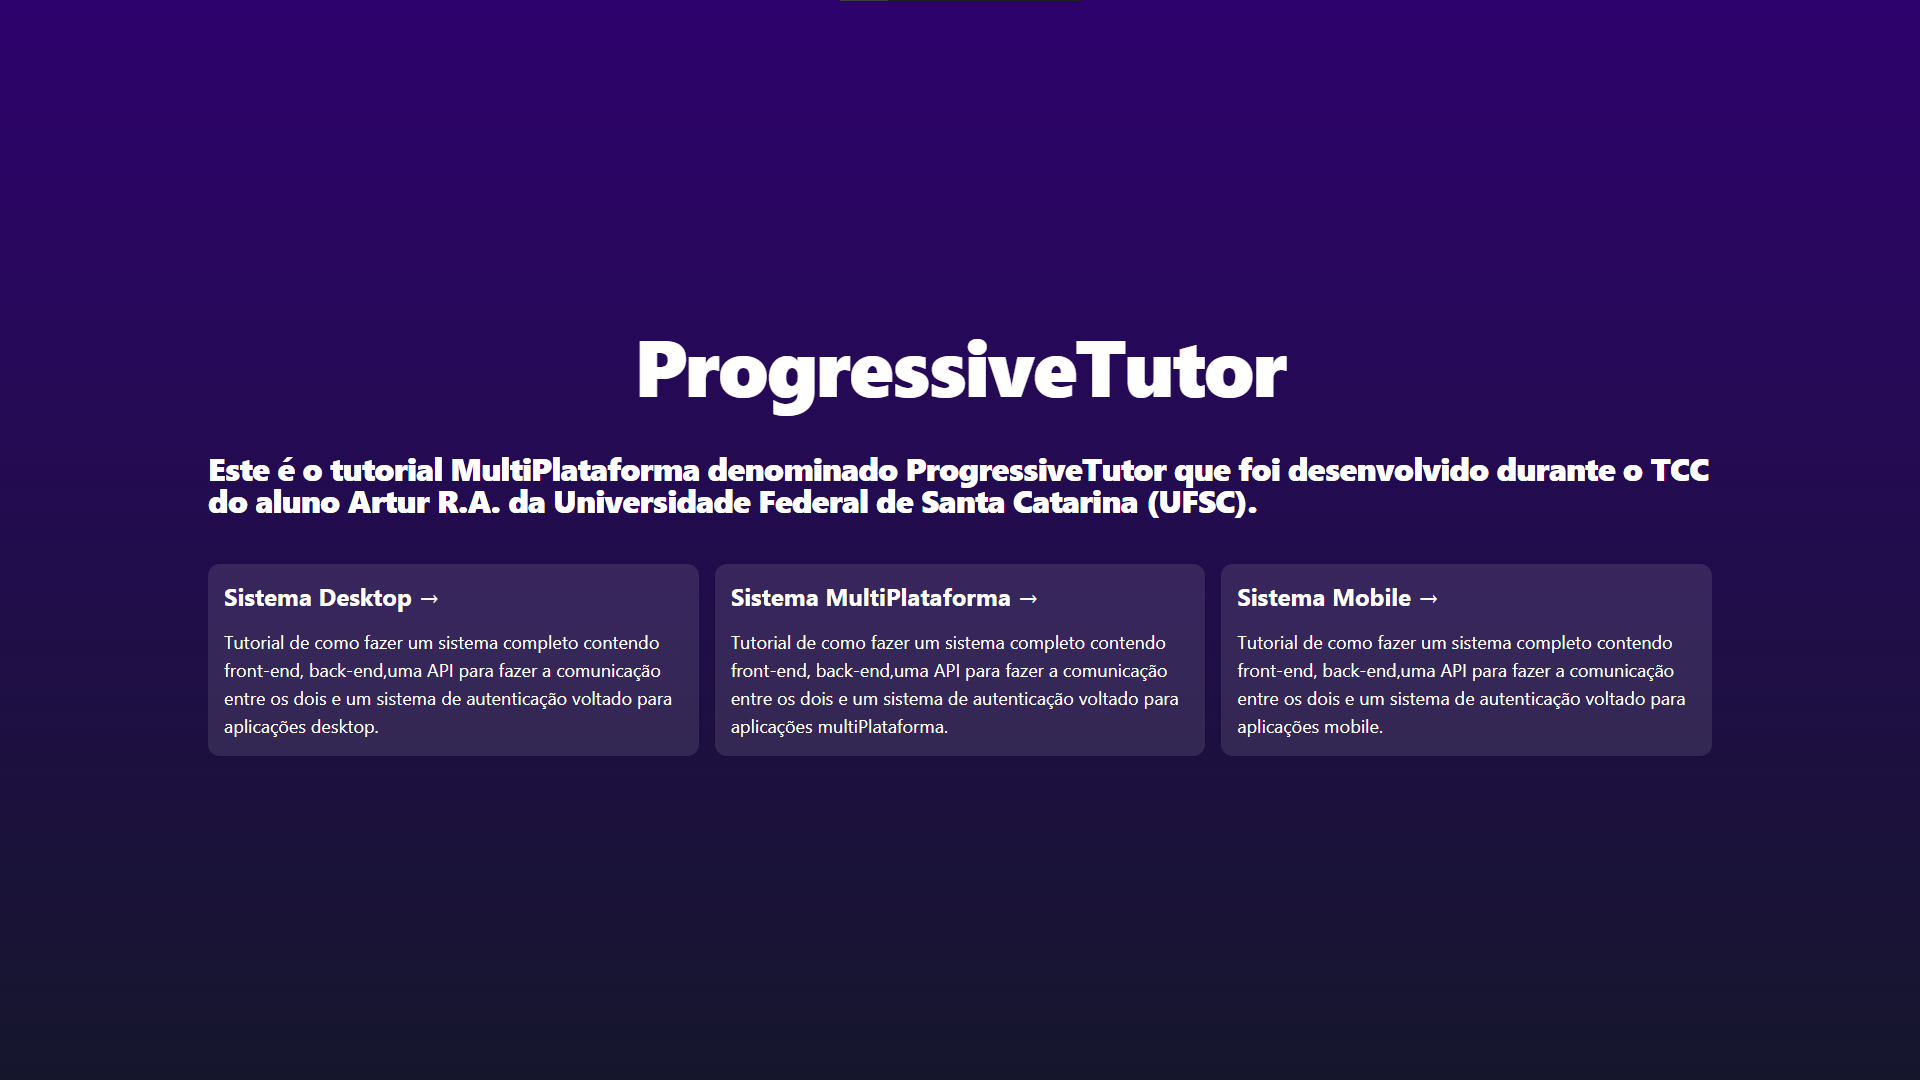 ProgressiveTutor
Este é o tutorial MultiPlataforma denominado ProgressiveTutor que foi desenvolvido durante o TCC
do aluno Artur R.A. da Universidade Federal de Santa Catarina (UFSC).
Sistema Desktop →
Tutorial de como fazer um sistema completo contendo
front-end, back-end,uma API para fazer a comunicação
entre os dois e um sistema de autenticação voltado para
aplicações desktop.
Sistema MultiPlataforma →
Tutorial de como fazer um sistema completo contendo
front-end, back-end,uma API para fazer a comunicação
entre os dois e um sistema de autenticação voltado para
aplicações multiPlataforma.
Sistema Mobile →
Tutorial de como fazer um sistema completo contendo
front-end, back-end,uma API para fazer a comunicação
entre os dois e um sistema de autenticação voltado para
aplicações mobile.